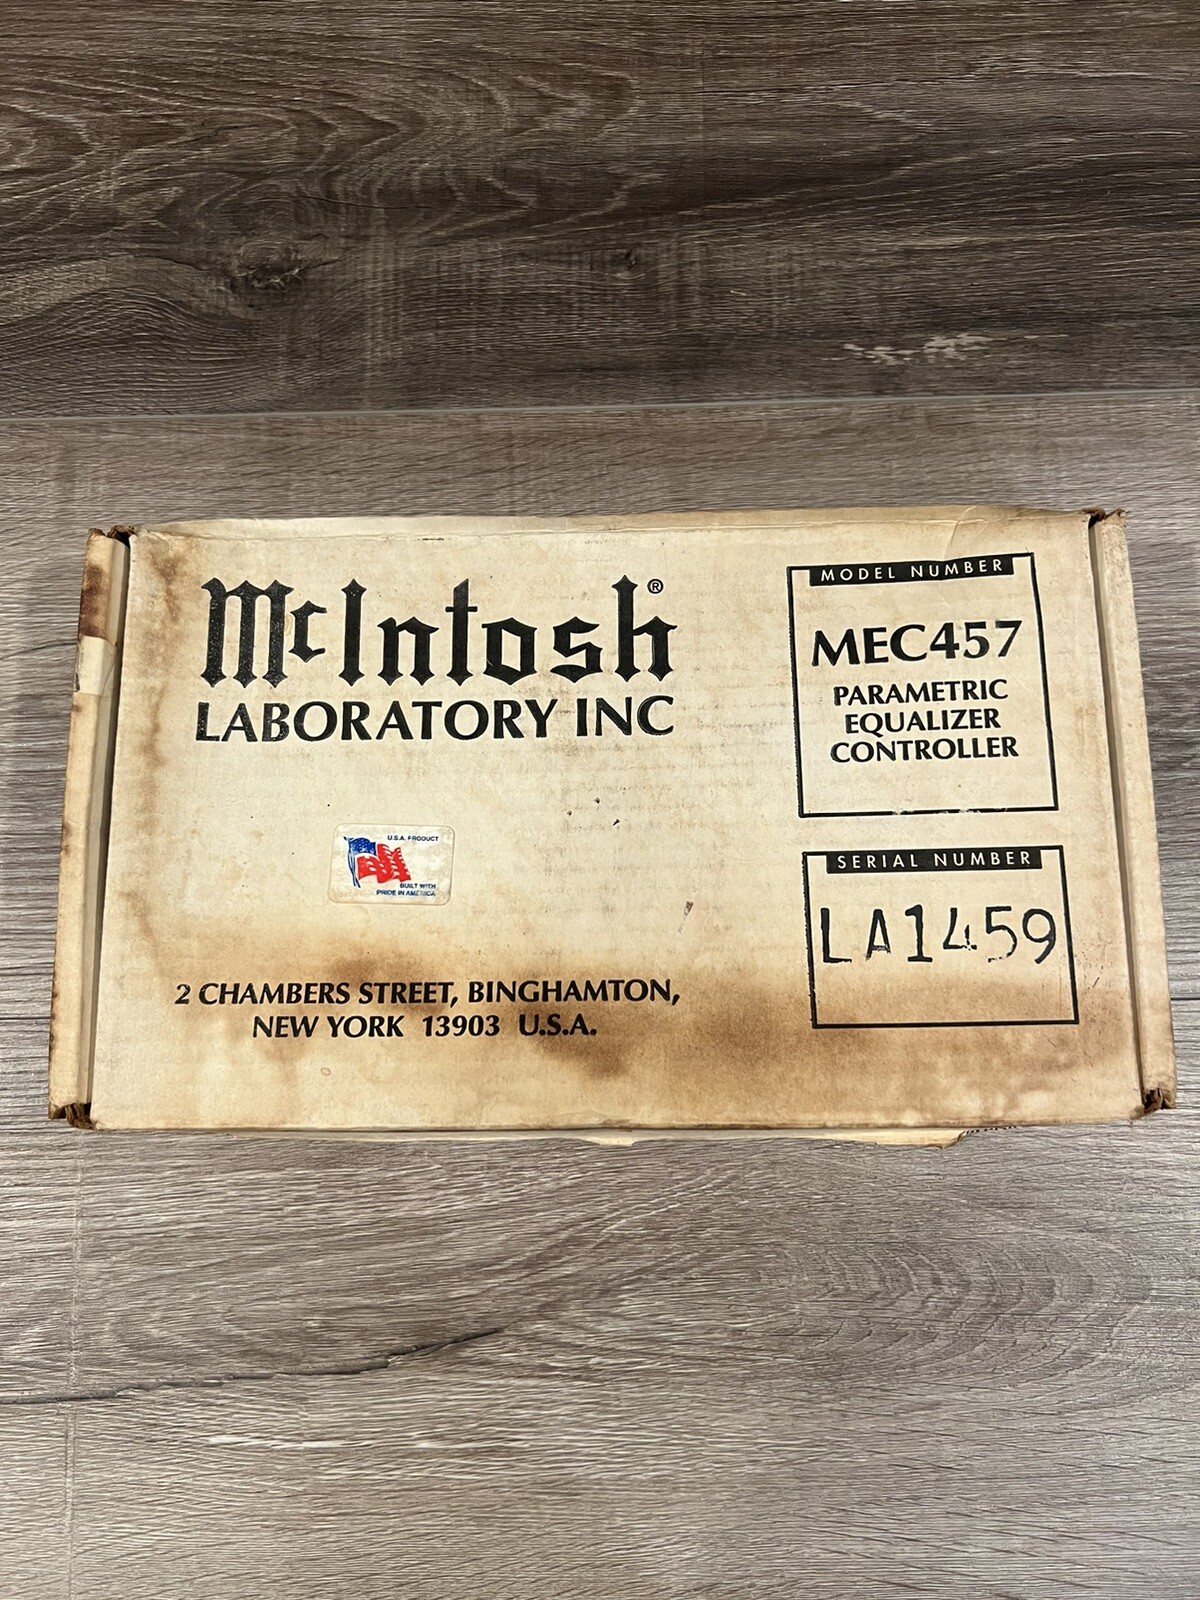 McIntosh®
LABORATORY INC
U.S.A. PRODUCT
BUILT WITH
PRIDE IN AMERICA
2 CHAMBERS STREET, BINGHAMTON,
NEW YORK 13903 U.S.A.
MODEL NUMBER
MEC457
PARAMETRIC
EQUALIZER
CONTROLLER
SERIAL NUMBER
LA1459